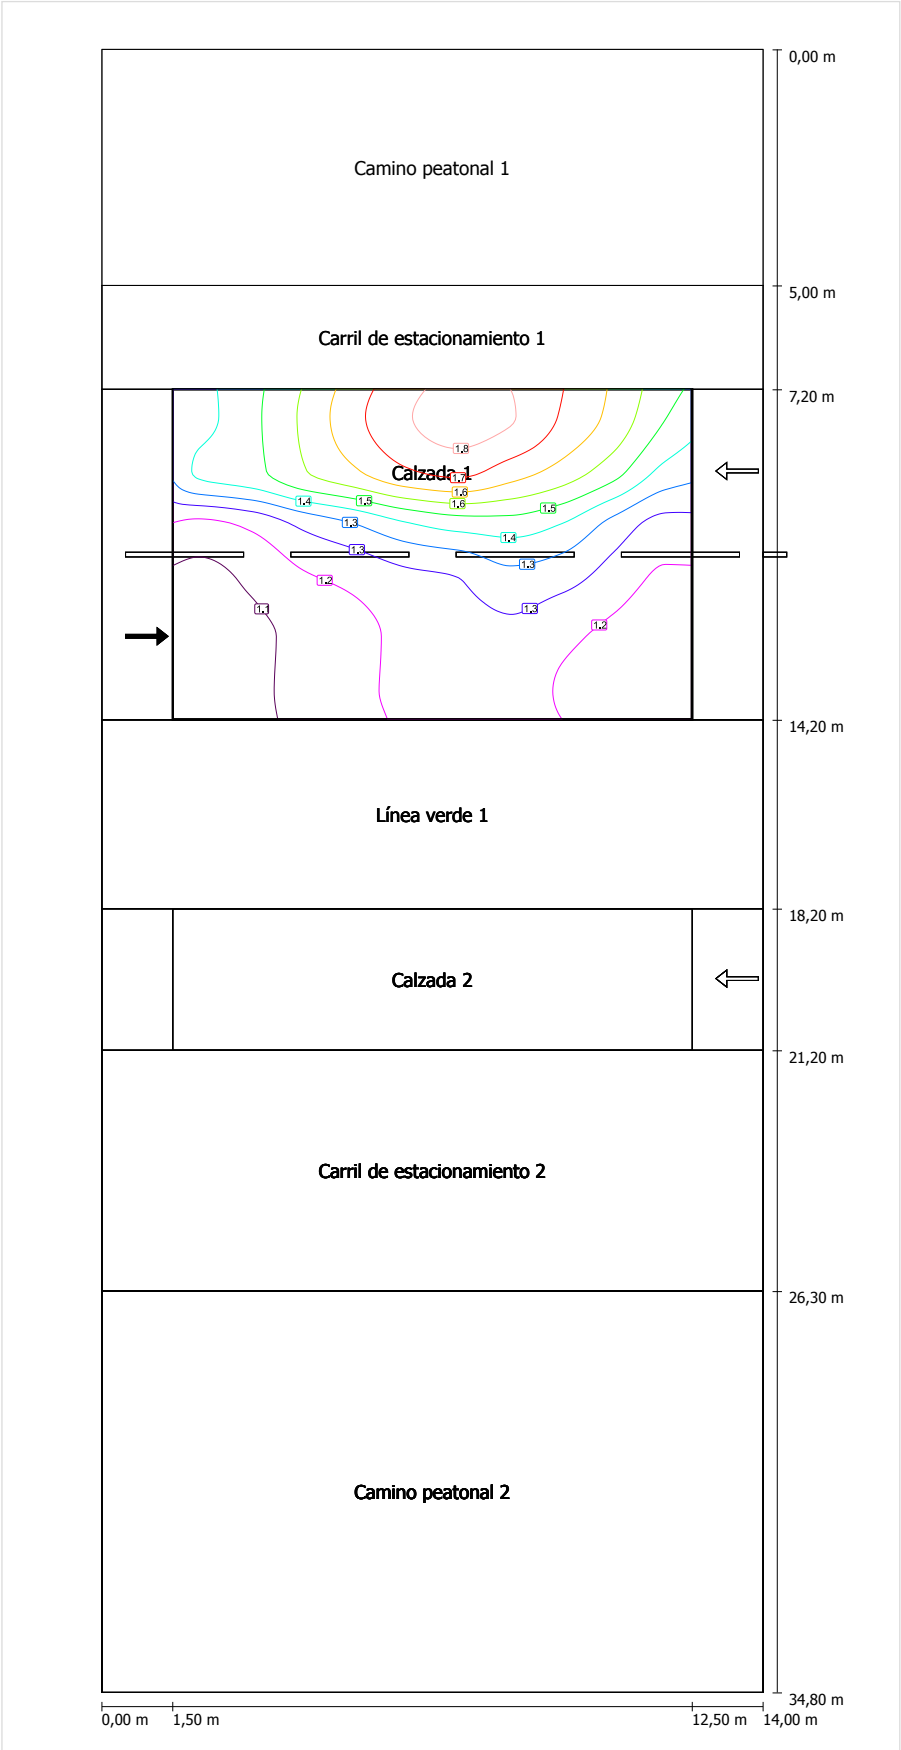 0,00 m
Camino peatonal 1
5,00 m
Carril de estacionamiento 1
7,20 m
1.8
Calzada 1
1.7
1.6
1.4
1.5
1.6
1.5
1.3
1.4
1.3
1.3
1.2
1.1
1.3
1.2
14,20 m
Línea verde 1
18,20 m
Calzada 2
21,20 m
Carril de estacionamiento 2
26,30 m
Camino peatonal 2
34,80 m
0,00 m
1,50 m
12,50 m
14,00 m